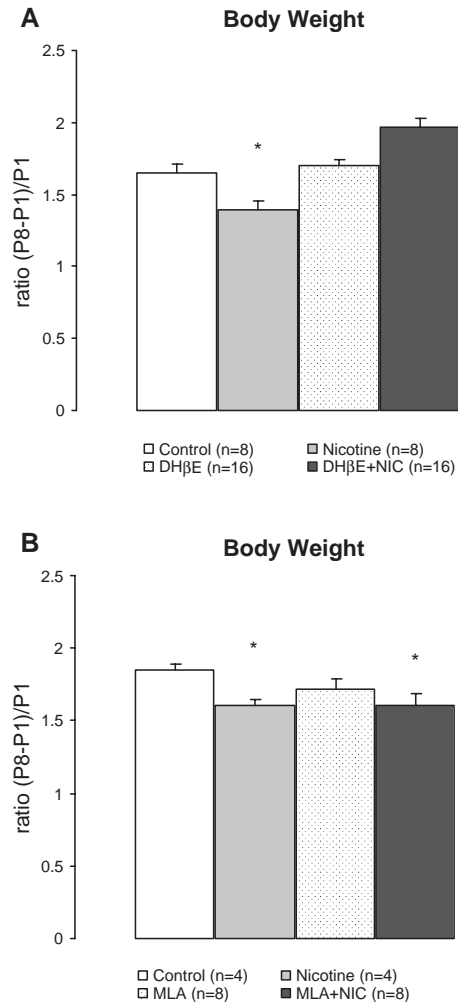 A
Body Weight
2.5
2
1.5
1
0.5
0
ratio (P8-P1)/P1
*
Control (n=8)
Nicotine (n=8)
DHβE (n=16)
DHβE+NIC (n=16)
B
Body Weight
2.5
2
1.5
1
0.5
0
ratio (P8-P1)/P1
*
*
Control (n=4)
Nicotine (n=4)
MLA (n=8)
MLA+NIC (n=8)